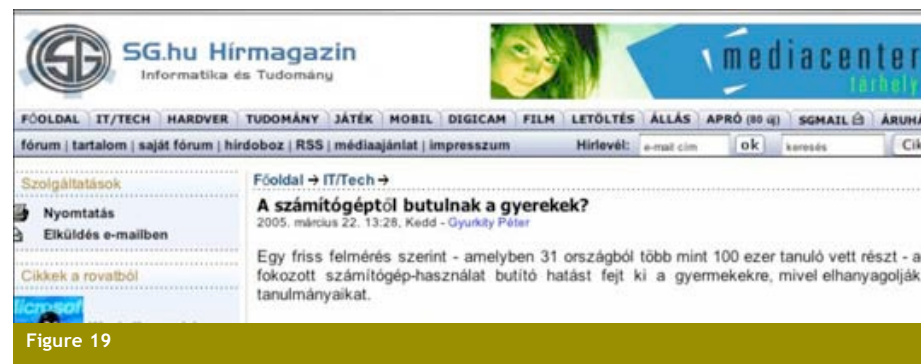 SG.hu Hírmagazin
Informatika és Tudomány
mediacenter
tárhely
FŐOLDAL IT/TECH HARDVER TUDOMÁNY JÁTÉK MOBIL DIGICAM FILM LETÖLTÉS ÁLLÁS APRÓ (80 új) SGMAIL ÁRUHÁ
fórum | tartalom | saját fórum | hírdoboz | RSS | médiaajánlat | impresszum Hírlevél: e-mail cím ok keresés Cik
Szolgáltatások
Nyomtatás
Elküldés e-mailben
Cikkek a rovatból
Főoldal → IT/Tech →
A számítógéptől butulnak a gyerekek?
2005. március 22. 13:28, Kedd - Gyurkity Péter
Egy friss felmérés szerint - amelyben 31 országból több mint 100 ezer tanuló vett részt - a
fokozott számítógép-használat butító hatást fejt ki a gyermekekre, mivel elhanyagolják
tanulmányaikat.
Figure 19